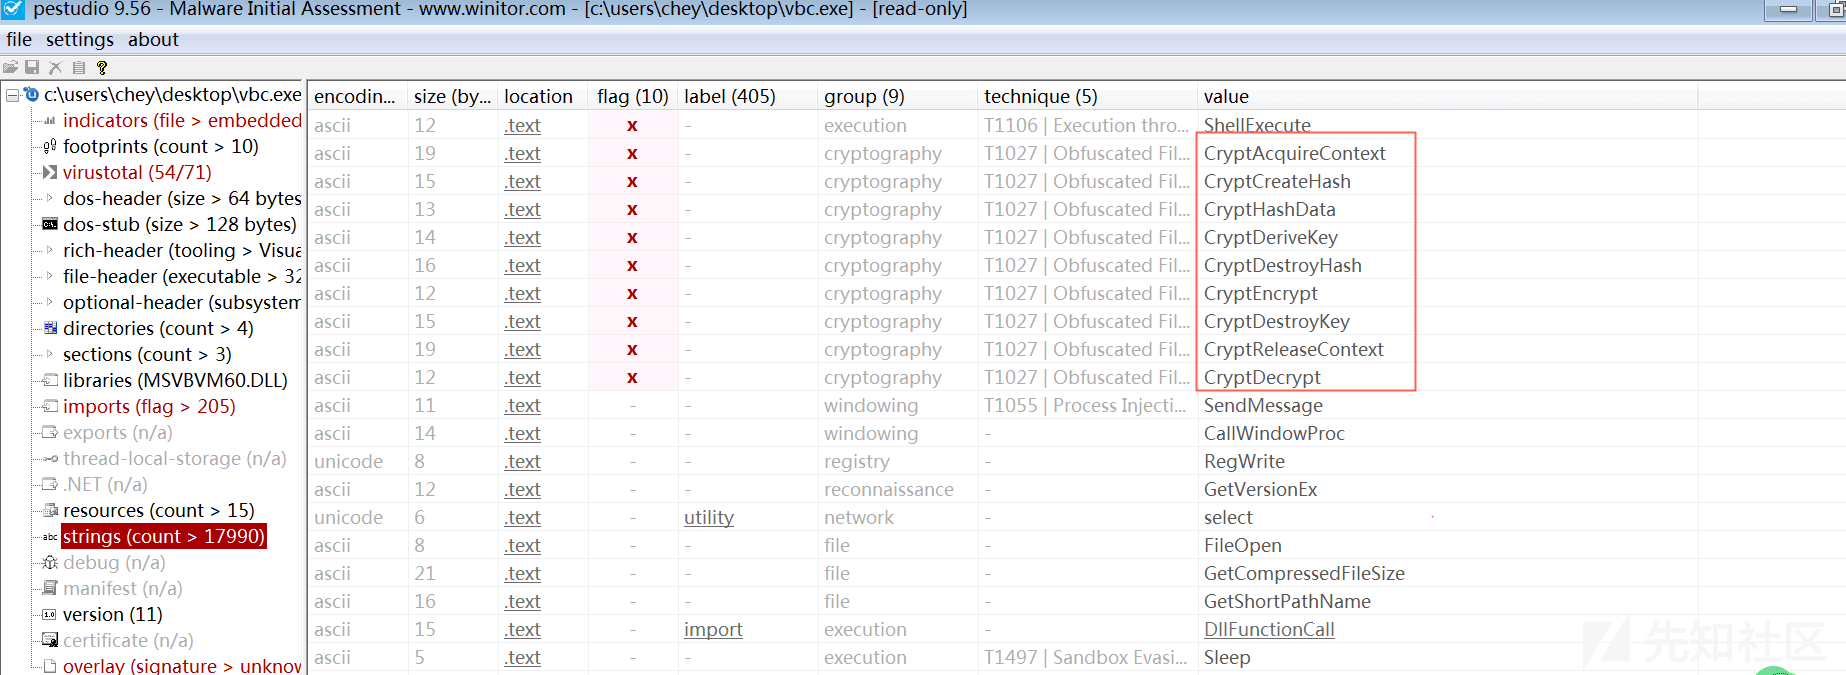 pestudio 9.56 - Malware Initial Assessment - www.winitor.com - [c:\users\chey\desktop\vbc.exe] - [read-only]
file settings about
c:\users\chey\desktop\vbc.exe
indicators (file > embedded
footprints (count > 10)
virustotal (54/71)
dos-header (size > 64 bytes
dos-stub (size > 128 bytes)
rich-header (tooling > Visua
file-header (executable > 32
optional-header (subsystem
directories (count > 4)
sections (count > 3)
libraries (MSVBVM60.DLL)
imports (flag > 205)
exports (n/a)
thread-local-storage (n/a)
.NET (n/a)
resources (count > 15)
abc strings (count > 17990)
debug (n/a)
manifest (n/a)
1.0 version (11)
certificate (n/a)
overlay (signature > unknow
encodin... size (by... location flag (10) label (405) group (9) technique (5) value
ascii 12 .text x - execution T1106 | Execution thro... ShellExecute
ascii 19 .text x - cryptography T1027 | Obfuscated Fil... CryptAcquireContext
ascii 15 .text x - cryptography T1027 | Obfuscated Fil... CryptCreateHash
ascii 13 .text x - cryptography T1027 | Obfuscated Fil... CryptHashData
ascii 14 .text x - cryptography T1027 | Obfuscated Fil... CryptDeriveKey
ascii 16 .text x - cryptography T1027 | Obfuscated Fil... CryptDestroyHash
ascii 12 .text x - cryptography T1027 | Obfuscated Fil... CryptEncrypt
ascii 15 .text x - cryptography T1027 | Obfuscated Fil... CryptDestroyKey
ascii 19 .text x - cryptography T1027 | Obfuscated Fil... CryptReleaseContext
ascii 12 .text x - cryptography T1027 | Obfuscated Fil... CryptDecrypt
ascii 11 .text - - windowing T1055 | Process Injecti... SendMessage
ascii 14 .text - - windowing - CallWindowProc
unicode 8 .text - - registry - RegWrite
ascii 12 .text - - reconnaissance - GetVersionEx
unicode 6 .text - utility network - select
ascii 8 .text - - file - FileOpen
ascii 21 .text - - file - GetCompressedFileSize
ascii 16 .text - - file - GetShortPathName
ascii 15 .text - import execution - DllFunctionCall
ascii 5 .text - - execution T1497 | Sandbox Evasi... Sleep
先知社区